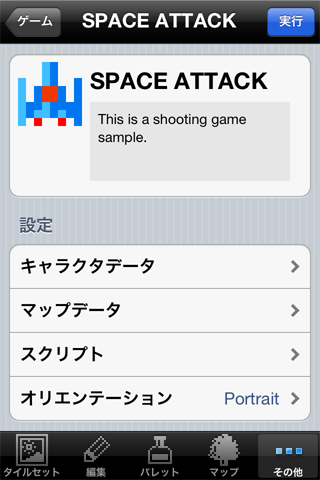 ゲーム
SPACE ATTACK
実行
SPACE ATTACK
This is a shooting game
sample.
設定
キャラクタデータ
マップデータ
スクリプト
オリエンテーション Portrait
タイルセット
編集
パレット
マップ
その他